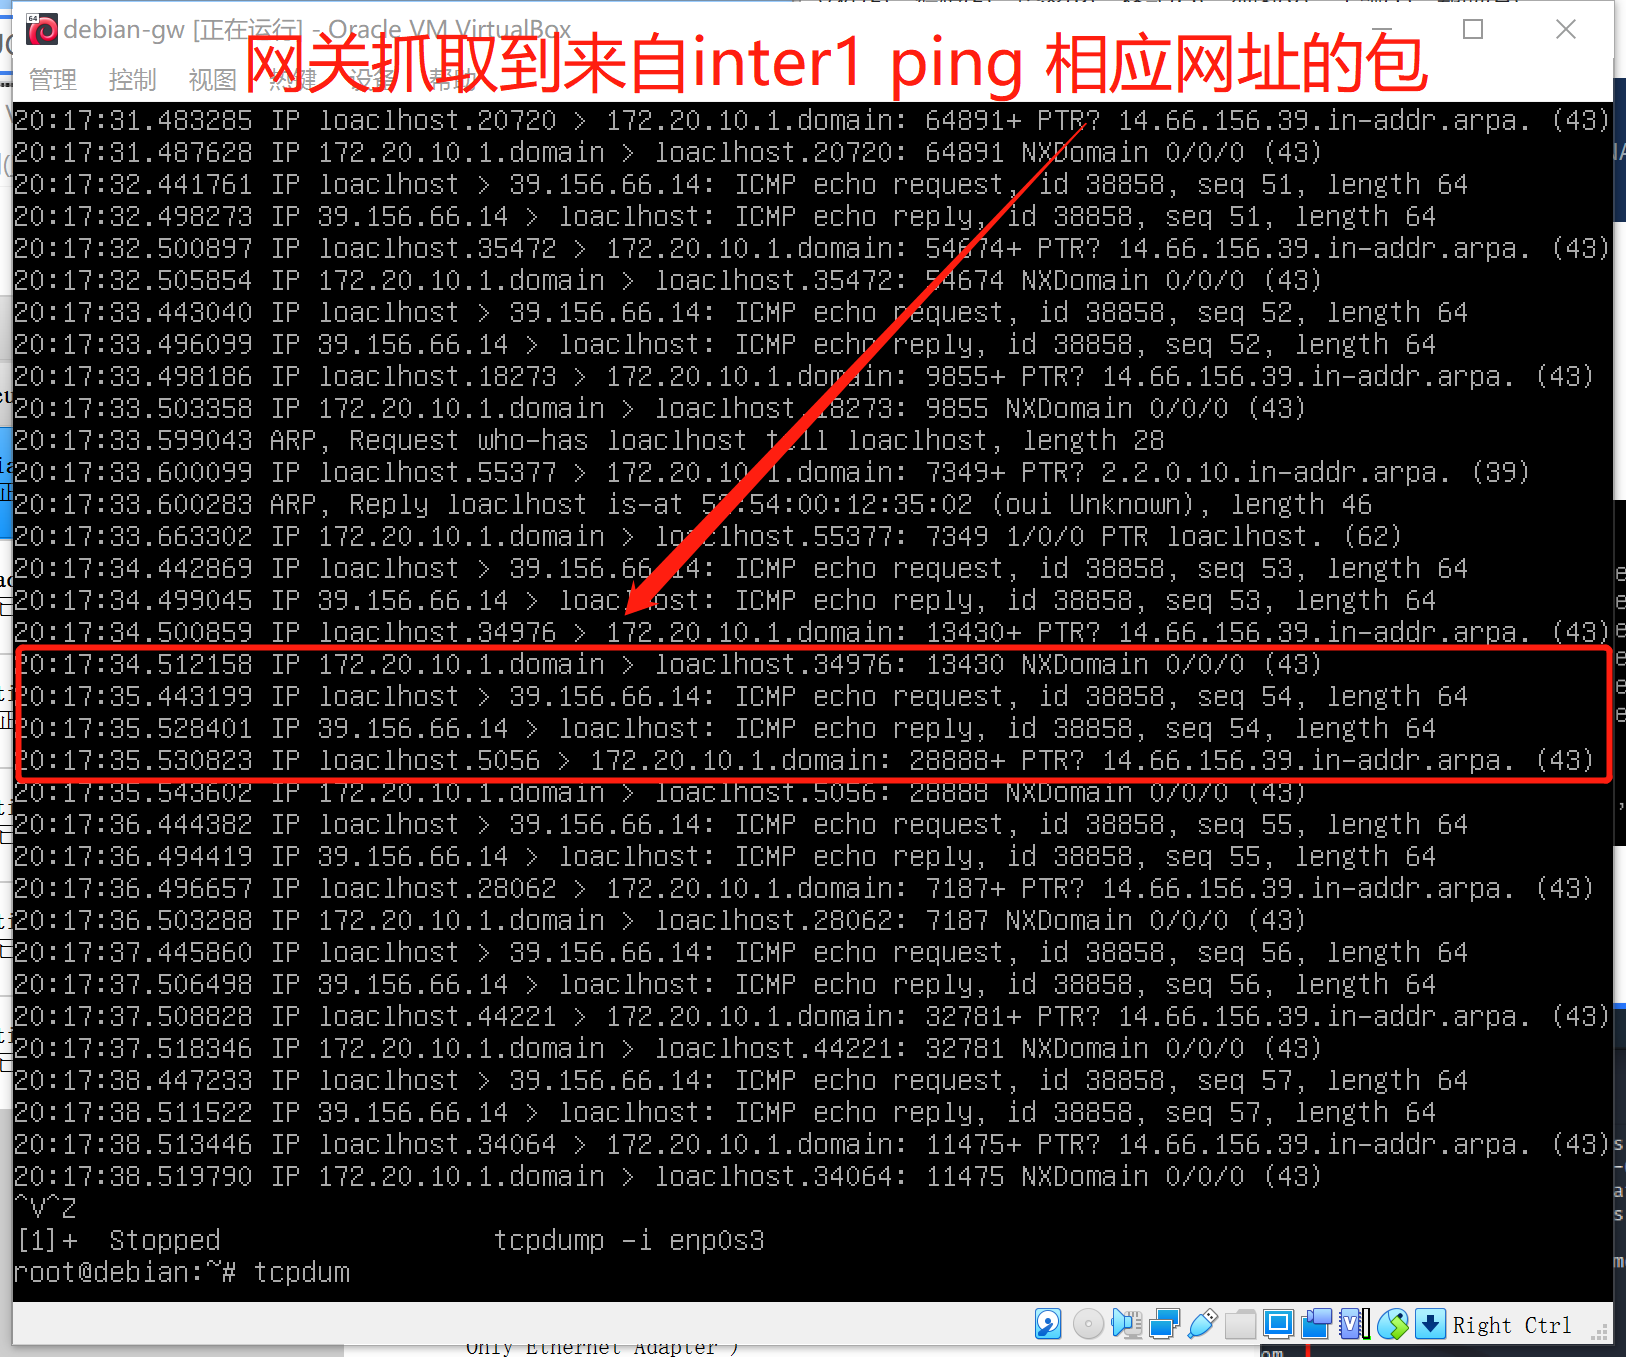 debian-gw [正在运行] - Oracle VM VirtualBox
网关抓取到来自inter1 ping 相应网址的包
管理 控制 视图 热键 设备 帮助
20:17:31.483285 IP loaclhost.20720 > 172.20.10.1.domain: 64891+ PTR? 14.66.156.39.in-addr.arpa. (43)
20:17:31.487628 IP 172.20.10.1.domain > loaclhost.20720: 64891 NXDomain 0/0/0 (43)
20:17:32.441761 IP loaclhost > 39.156.66.14: ICMP echo request, id 38858, seq 51, length 64
20:17:32.498273 IP 39.156.66.14 > loaclhost: ICMP echo reply, id 38858, seq 51, length 64
20:17:32.500897 IP loaclhost.35472 > 172.20.10.1.domain: 54674+ PTR? 14.66.156.39.in-addr.arpa. (43)
20:17:32.505854 IP 172.20.10.1.domain > loaclhost.35472: 54674 NXDomain 0/0/0 (43)
20:17:33.443040 IP loaclhost > 39.156.66.14: ICMP echo request, id 38858, seq 52, length 64
20:17:33.496099 IP 39.156.66.14 > loaclhost: ICMP echo reply, id 38858, seq 52, length 64
20:17:33.498186 IP loaclhost.18273 > 172.20.10.1.domain: 9855+ PTR? 14.66.156.39.in-addr.arpa. (43)
20:17:33.503358 IP 172.20.10.1.domain > loaclhost.18273: 9855 NXDomain 0/0/0 (43)
20:17:33.599043 ARP, Request who-has loaclhost tell loaclhost, length 28
20:17:33.600099 IP loaclhost.55377 > 172.20.10.1.domain: 7349+ PTR? 2.2.0.10.in-addr.arpa. (39)
20:17:33.600283 ARP, Reply loaclhost is-at 52:54:00:12:35:02 (oui Unknown), length 46
20:17:33.663302 IP 172.20.10.1.domain > loaclhost.55377: 7349 1/0/0 PTR loaclhost. (62)
20:17:34.442869 IP loaclhost > 39.156.66.14: ICMP echo request, id 38858, seq 53, length 64
20:17:34.499045 IP 39.156.66.14 > loaclhost: ICMP echo reply, id 38858, seq 53, length 64
20:17:34.500859 IP loaclhost.34976 > 172.20.10.1.domain: 13430+ PTR? 14.66.156.39.in-addr.arpa. (43)
20:17:34.512158 IP 172.20.10.1.domain > loaclhost.34976: 13430 NXDomain 0/0/0 (43)
20:17:35.443199 IP loaclhost > 39.156.66.14: ICMP echo request, id 38858, seq 54, length 64
20:17:35.528401 IP 39.156.66.14 > loaclhost: ICMP echo reply, id 38858, seq 54, length 64
20:17:35.530823 IP loaclhost.5056 > 172.20.10.1.domain: 28888+ PTR? 14.66.156.39.in-addr.arpa. (43)
20:17:35.543602 IP 172.20.10.1.domain > loaclhost.5056: 28888 NXDomain 0/0/0 (43)
20:17:36.444382 IP loaclhost > 39.156.66.14: ICMP echo request, id 38858, seq 55, length 64
20:17:36.494419 IP 39.156.66.14 > loaclhost: ICMP echo reply, id 38858, seq 55, length 64
20:17:36.496657 IP loaclhost.28062 > 172.20.10.1.domain: 7187+ PTR? 14.66.156.39.in-addr.arpa. (43)
20:17:36.503288 IP 172.20.10.1.domain > loaclhost.28062: 7187 NXDomain 0/0/0 (43)
20:17:37.445860 IP loaclhost > 39.156.66.14: ICMP echo request, id 38858, seq 56, length 64
20:17:37.506498 IP 39.156.66.14 > loaclhost: ICMP echo reply, id 38858, seq 56, length 64
20:17:37.508828 IP loaclhost.44221 > 172.20.10.1.domain: 32781+ PTR? 14.66.156.39.in-addr.arpa. (43)
20:17:37.518346 IP 172.20.10.1.domain > loaclhost.44221: 32781 NXDomain 0/0/0 (43)
20:17:38.447233 IP loaclhost > 39.156.66.14: ICMP echo request, id 38858, seq 57, length 64
20:17:38.511522 IP 39.156.66.14 > loaclhost: ICMP echo reply, id 38858, seq 57, length 64
20:17:38.513446 IP loaclhost.34064 > 172.20.10.1.domain: 11475+ PTR? 14.66.156.39.in-addr.arpa. (43)
20:17:38.519790 IP 172.20.10.1.domain > loaclhost.34064: 11475 NXDomain 0/0/0 (43)
^V^Z
[1]+ Stopped tcpdump -i enp0s3
root@debian:~# tcpdum
Right Ctrl
Only Ethernet Adapter')